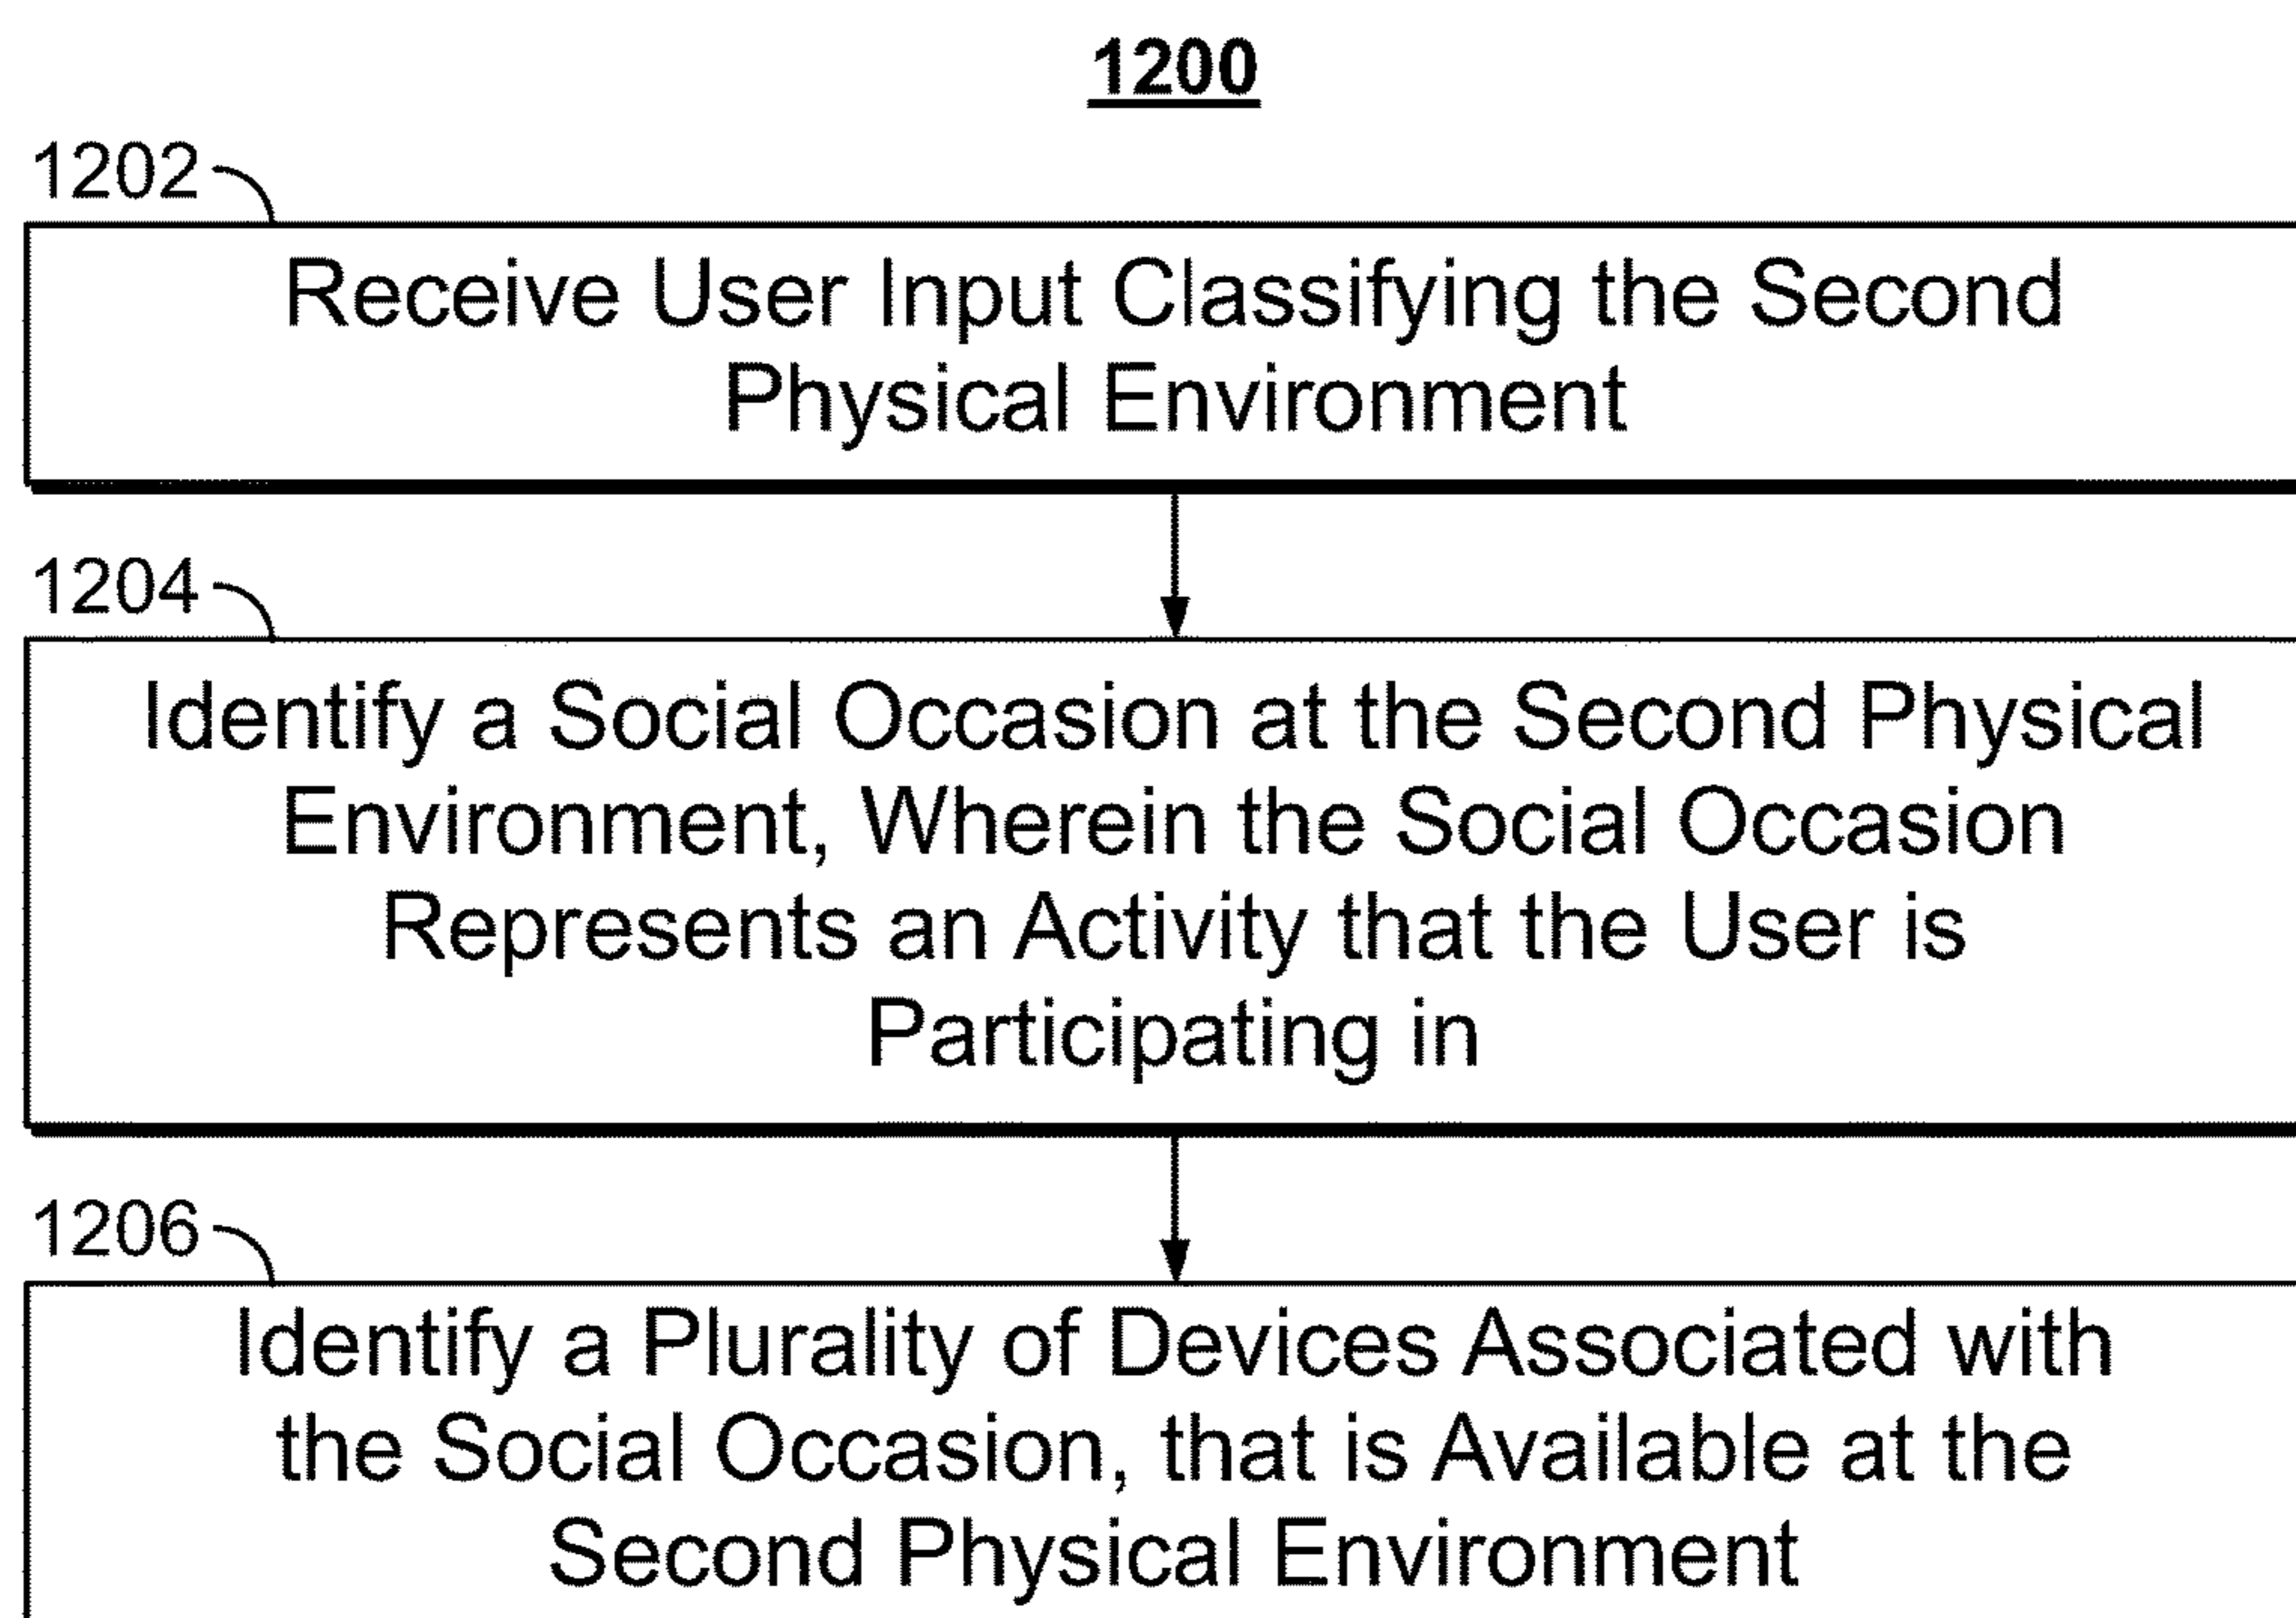 1200
1202
Receive User Input Classifying the Second
Physical Environment
1204
Identify a Social Occasion at the Second Physical
Environment, Wherein the Social Occasion
Represents an Activity that the User is
Participating in
1206
Identify a Plurality of Devices Associated with
the Social Occasion, that is Available at the
Second Physical Environment